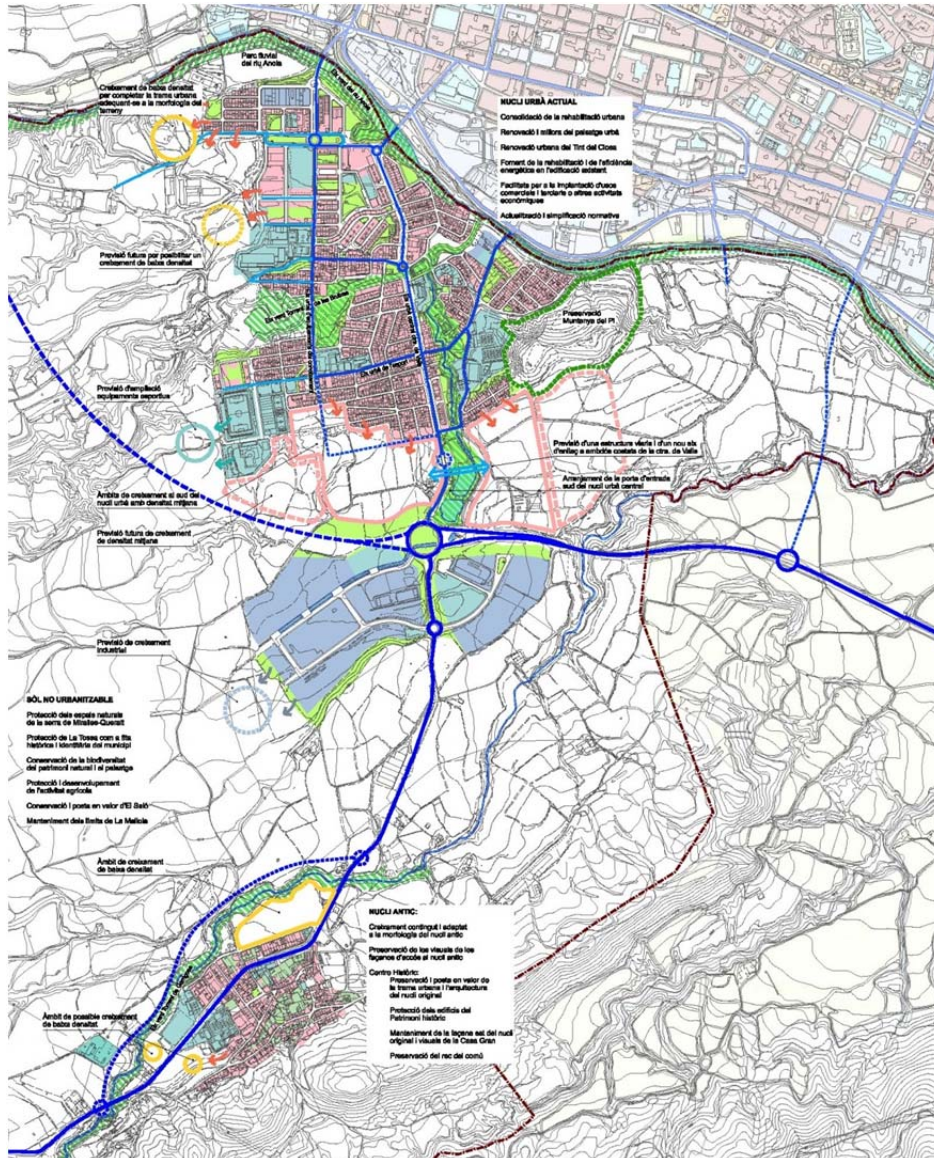 Parc fluvial
del riu Anoia
Creixement de baixa densitat
per completar la trama urbana
adequant-se a la morfologia del
terreny
NUCLI URBÀ ACTUAL
Consolidació de la rehabilitació urbana
Renovació i millora del paisatge urbà
Renovació urbana del Tint del Closa
Foment de la rehabilitació i de l'eficiència
energètica en l'edificació existent
Facilitats per a la implantació d'usos
comercials i terciaris o altres activitats
econòmiques
Actualització i simplificació normativa
Previsió futura per possibilitar un
creixement de baixa densitat
Preservació
Muntanya del Pi
Previsió d'ampliació
equipaments esportius
Previsió d'una estructura viaria i d'un nou eix
d'enllaç a ambdós costats de la ctra. de Valls
Arranjament de la porta d'entrada
sud del nucli urbà central
Àmbits de creixement al sud del
nucli urbà amb densitat mitjana
Previsió futura de creixement
de densitat mitjana
Previsió de creixement
industrial
SÒL NO URBANITZABLE
Protecció dels espais naturals
de la serra de Miralles-Queralt
Protecció de La Tossa com a fita
històrica i identitària del municipi
Conservació de la biodiversitat
del patrimoni natural i el paisatge
Protecció i desenvolupament
de l'activitat agrícola
Conservació i posta en valor d'El Saió
Manteniment dels límits de La Mallola
Àmbit de creixement
de baixa densitat
NUCLI ANTIC:
Creixement contingut i adaptat
a la morfologia del nucli antic
Preservació de les visuals de les
façanes d'accés al nucli antic
Centre Històric:
Preservació i posta en valor de
la trama urbana i l'arquitectura
del nucli original
Protecció dels edificis del
Patrimoni històric
Manteniment de la façana est del nucli
original i visuals de la Casa Gran
Preservació del rec del comú
Àmbit de possible creixement
de baixa densitat